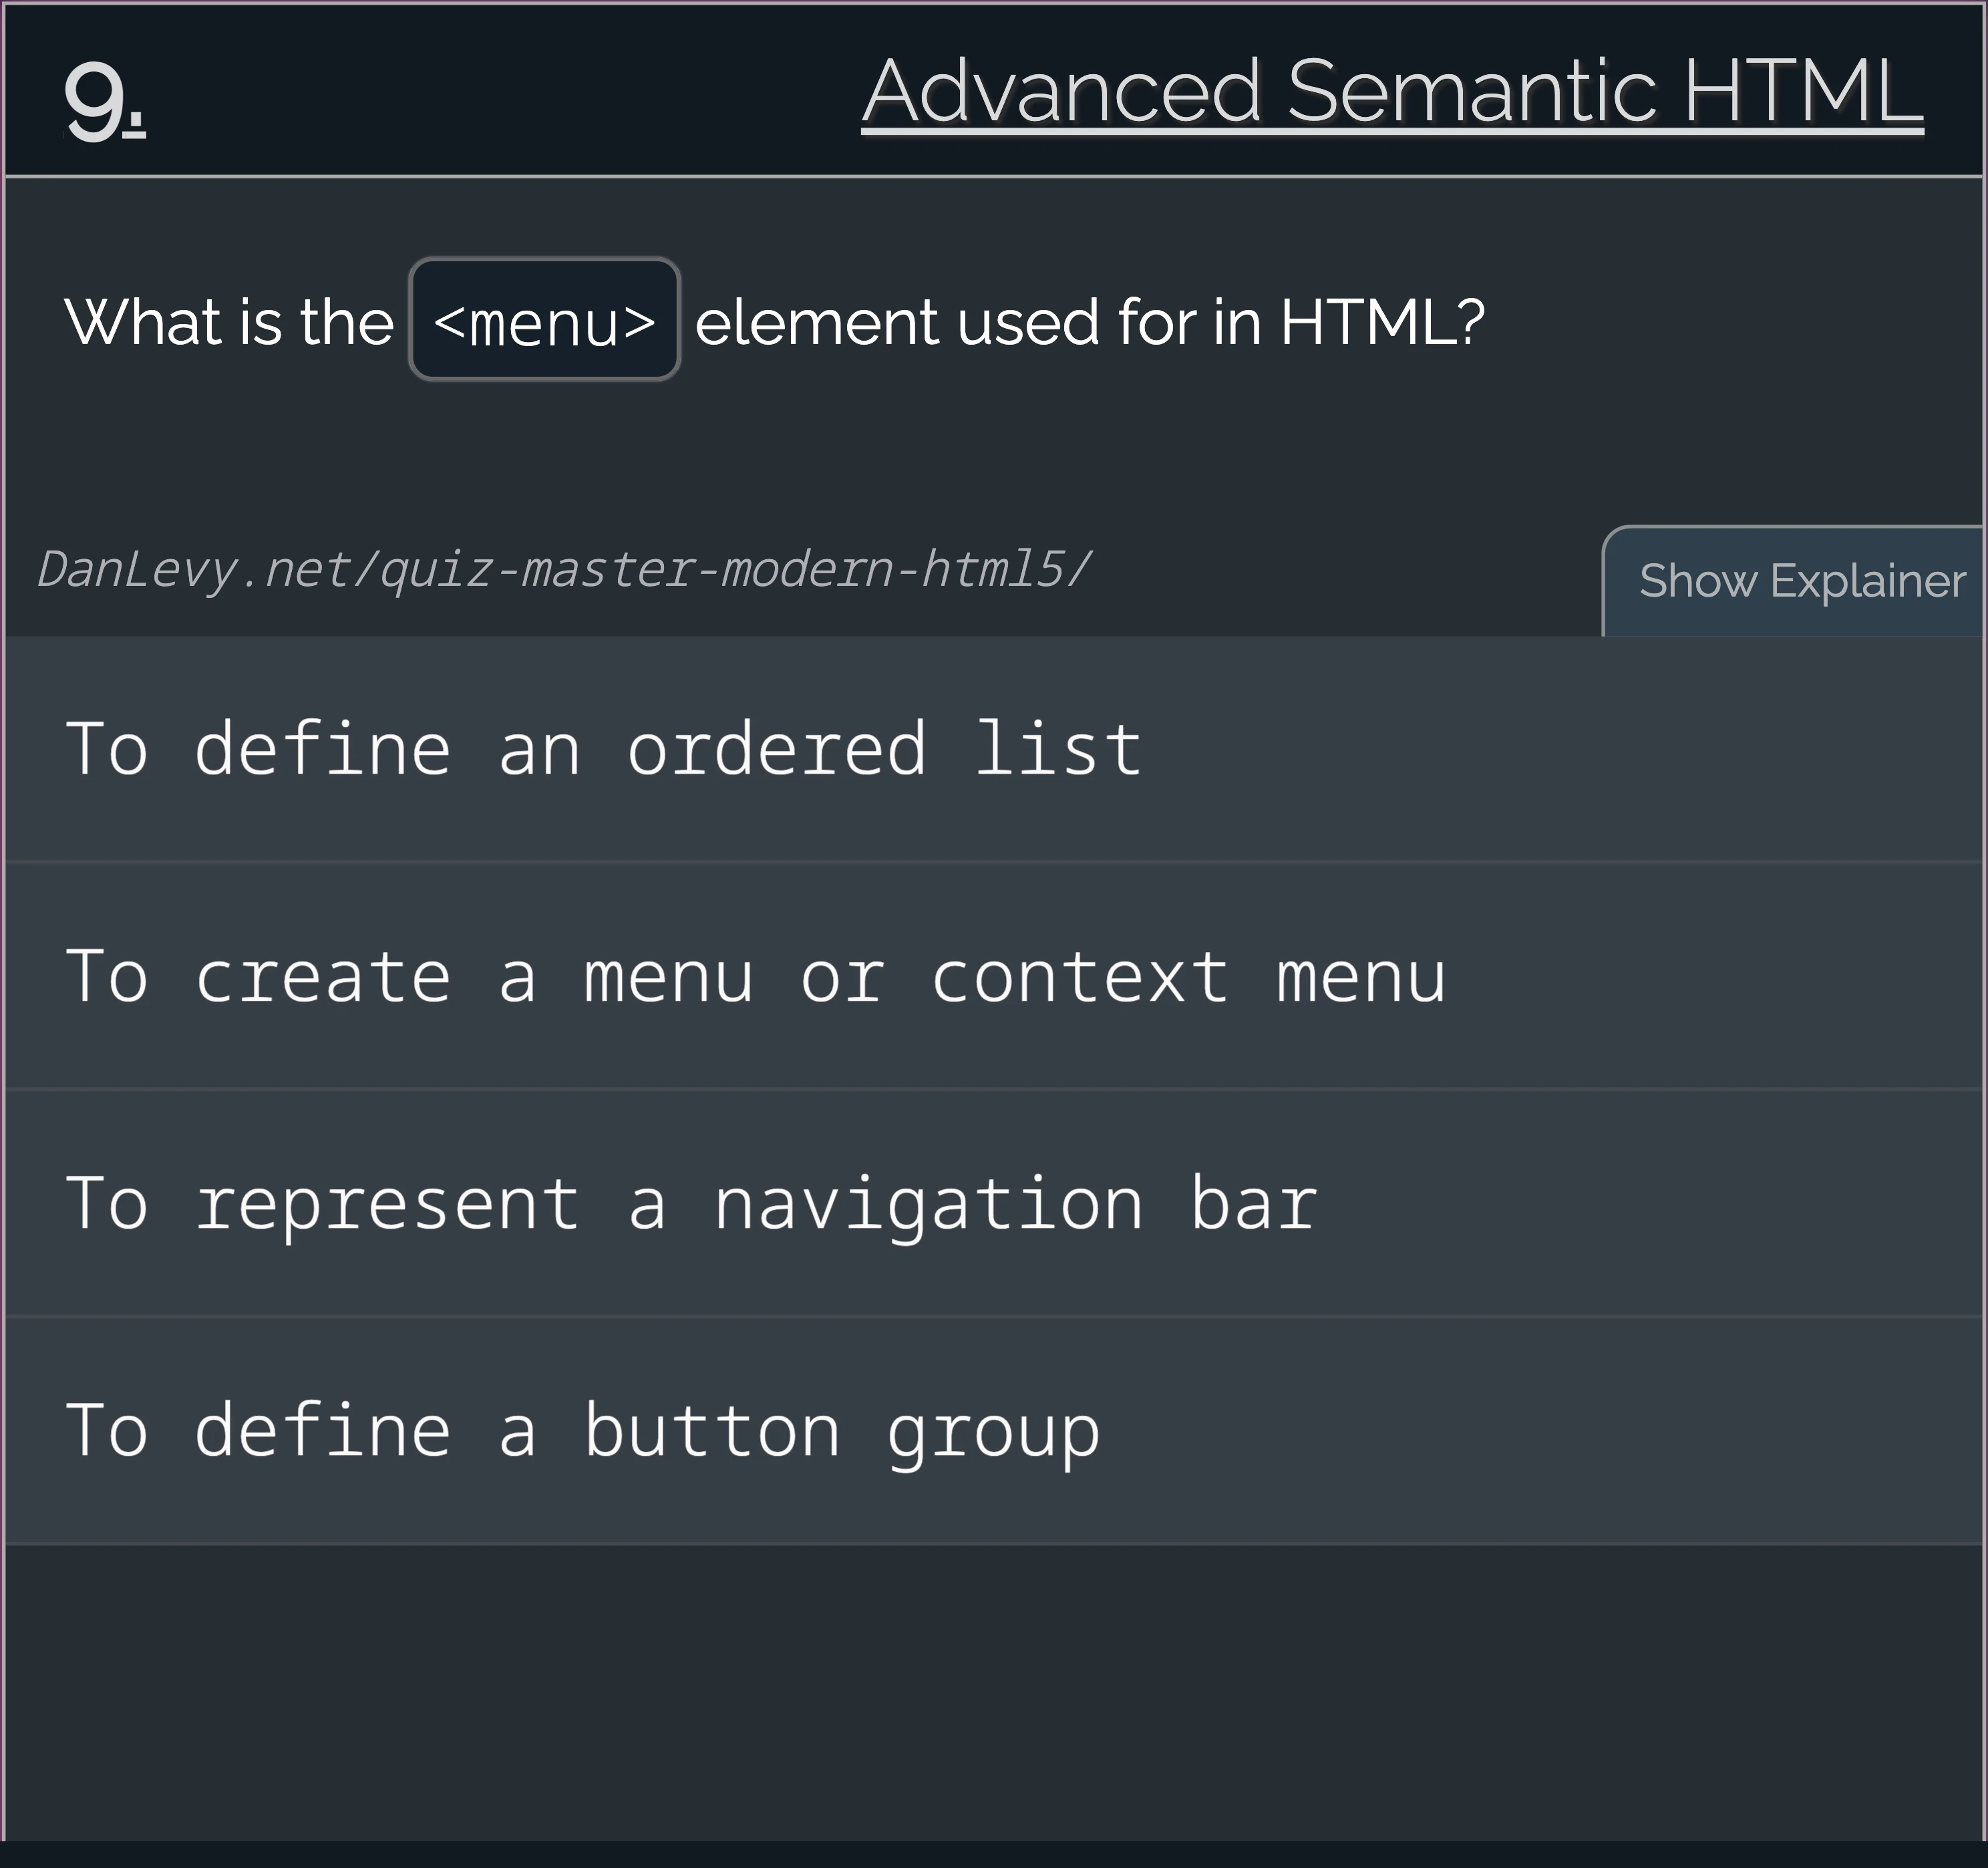 9.
Advanced Semantic HTML
What is the <menu> element used for in HTML?
DanLevy.net/quiz-master-modern-html5/
Show Explainer
To define an ordered list
To create a menu or context menu
To represent a navigation bar
To define a button group